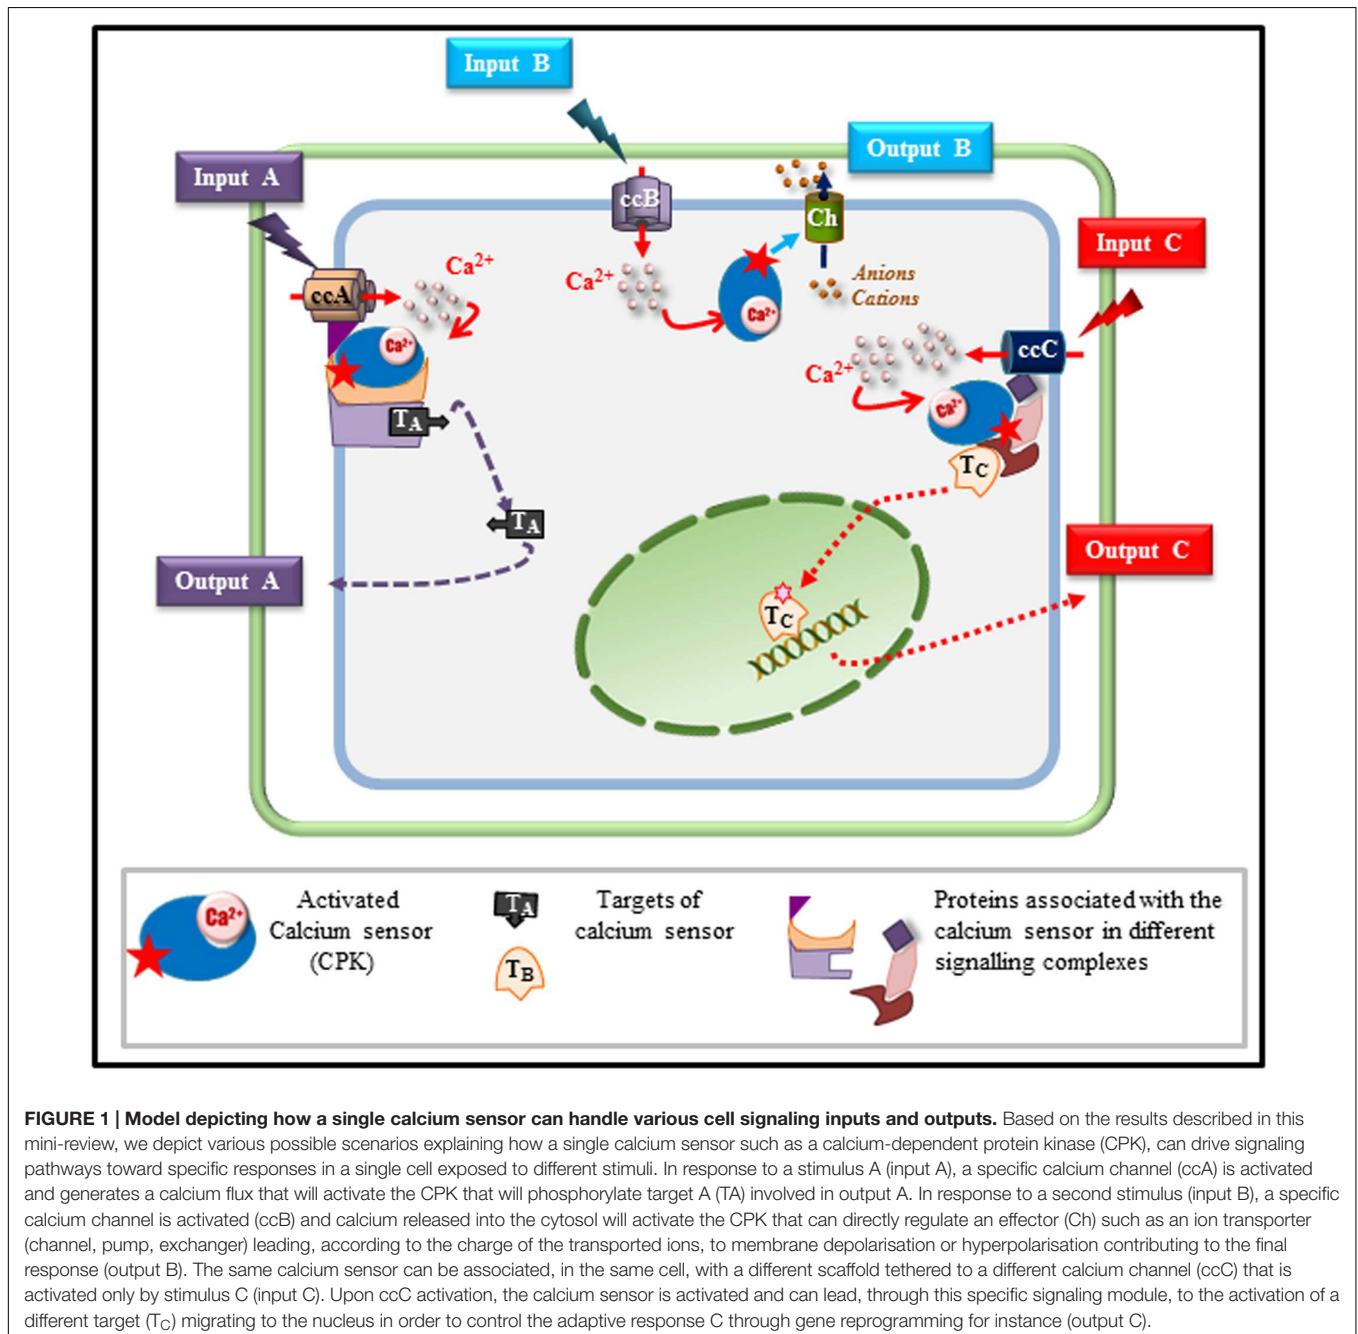 Input B
Output B
Input A
ccB
Ch
Input C
Ca2+
Ca2+
Anions
Cations
ccA
Ca2+
Ca2+
ccC
Ca2+
Ca2+
TA
TC
TA
Output C
Output A
TC
Ca2+
Activated
Calcium sensor
(CPK)
TA
TB
Targets of
calcium sensor
Proteins associated with the
calcium sensor in different
signalling complexes
FIGURE 1 | Model depicting how a single calcium sensor can handle various cell signaling inputs and outputs. Based on the results described in this
mini-review, we depict various possible scenarios explaining how a single calcium sensor such as a calcium-dependent protein kinase (CPK), can drive signaling
pathways toward specific responses in a single cell exposed to different stimuli. In response to a stimulus A (input A), a specific calcium channel (ccA) is activated
and generates a calcium flux that will activate the CPK that will phosphorylate target A (TA) involved in output A. In response to a second stimulus (input B), a specific
calcium channel is activated (ccB) and calcium released into the cytosol will activate the CPK that can directly regulate an effector (Ch) such as an ion transporter
(channel, pump, exchanger) leading, according to the charge of the transported ions, to membrane depolarisation or hyperpolarisation contributing to the final
response (output B). The same calcium sensor can be associated, in the same cell, with a different scaffold tethered to a different calcium channel (ccC) that is
activated only by stimulus C (input C). Upon ccC activation, the calcium sensor is activated and can lead, through this specific signaling module, to the activation of a
different target (TC) migrating to the nucleus in order to control the adaptive response C through gene reprogramming for instance (output C).